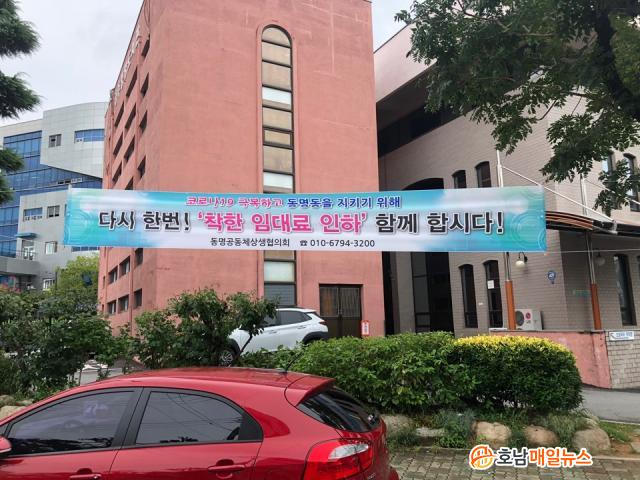 코로나19 극복하고 동명동을 지키기 위해
다시 한번! '착한 임대료 인하' 함께 합시다!
동명공동체상생협의회 ☎ 010-6794-3200
호남매일뉴스